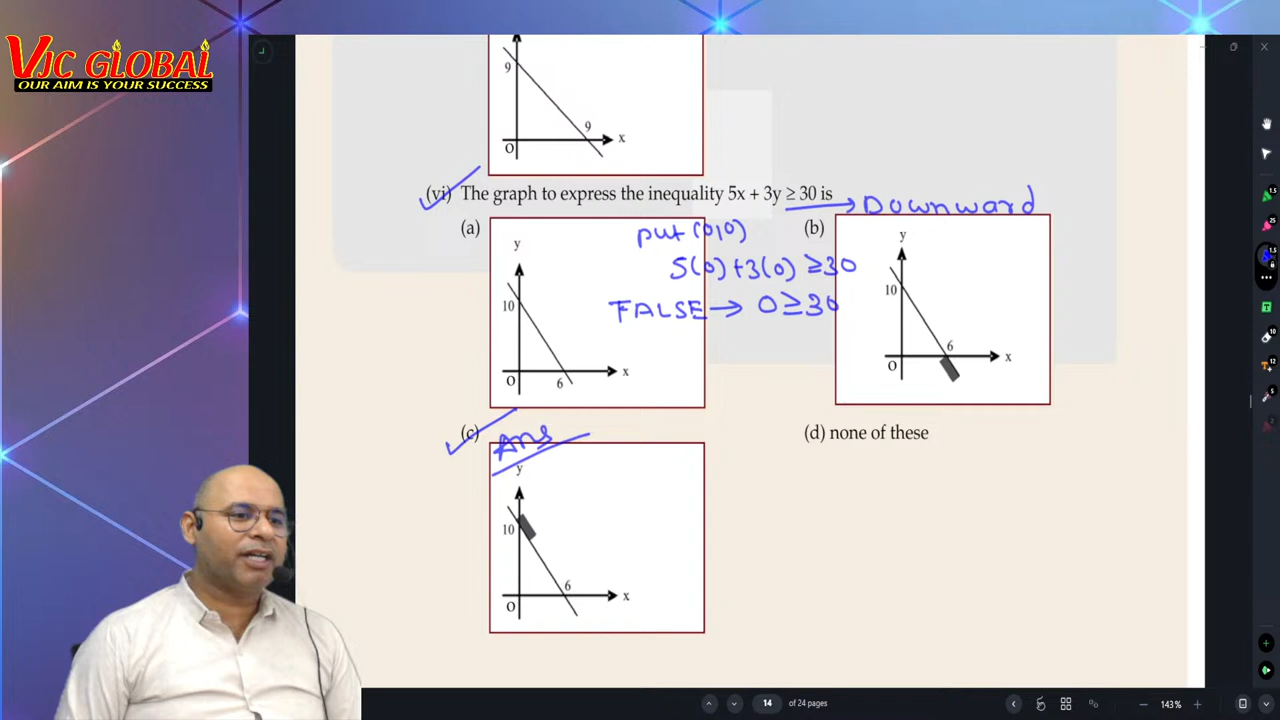 VJC GLOBAL
OUR AIM IS YOUR SUCCESS
9
9
O
x
(vi) The graph to express the inequality 5x + 3y ≥ 30 is
→ Downward
(a)
y
10
O
6
x
put (0,0)
5(0)+3(0) ≥30
FALSE → 0≥30
(b)
y
10
6
O
x
(c)
Ans
y
10
6
O
x
(d) none of these
14 of 24 pages
143%